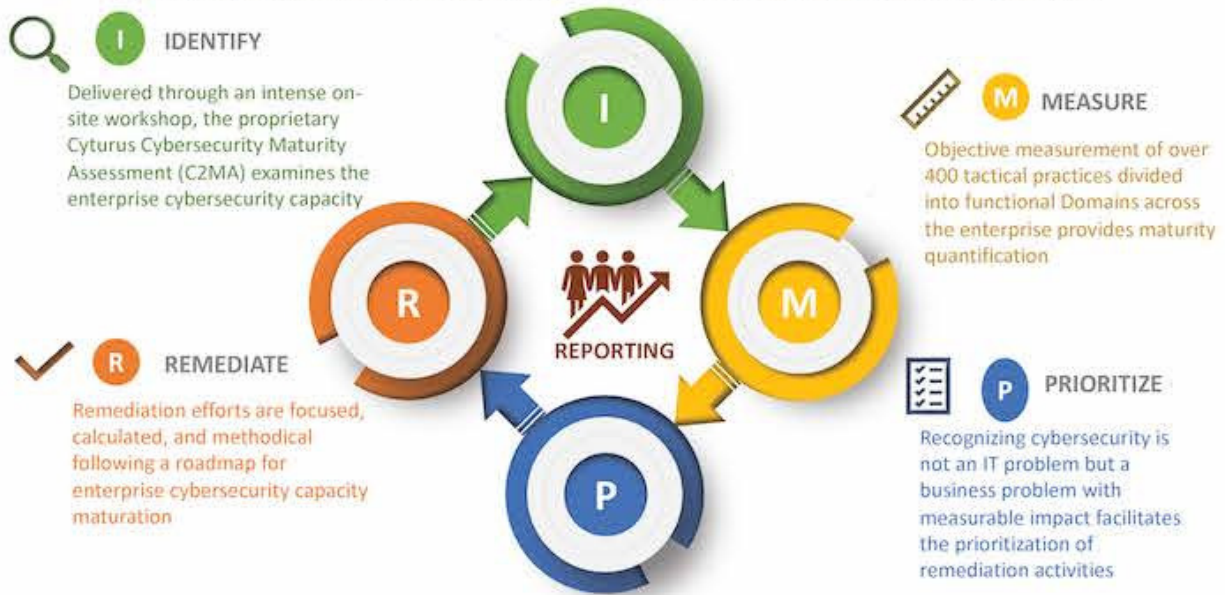 I IDENTIFY
Delivered through an intense on-
site workshop, the proprietary
Cyturus Cybersecurity Maturity
Assessment (C2MA) examines the
enterprise cybersecurity capacity
I
M MEASURE
Objective measurement of over
400 tactical practices divided
into functional Domains across
the enterprise provides maturity
quantification
R
M
REPORTING
R REMEDIATE
Remediation efforts are focused,
calculated, and methodical
following a roadmap for
enterprise cybersecurity capacity
maturation
P
P PRIORITIZE
Recognizing cybersecurity is
not an IT problem but a
business problem with
measurable impact facilitates
the prioritization of
remediation activities